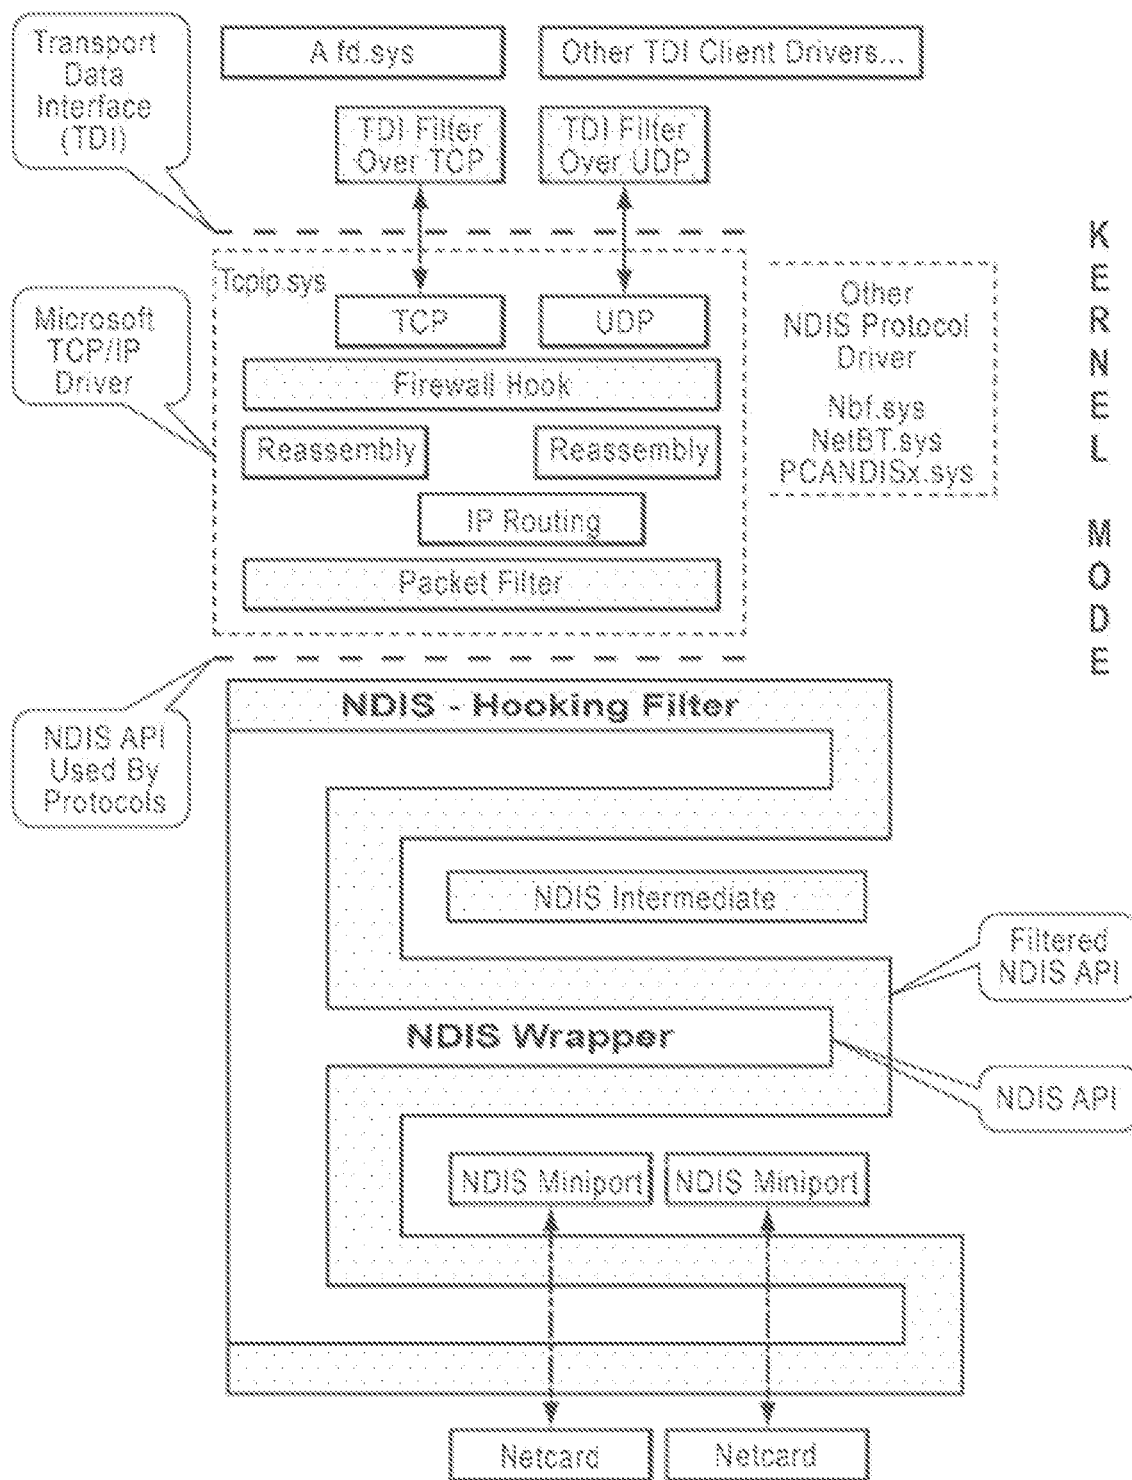 Transport
Data
Interface
(TDI)
A fd.sys
Other TDI Client Drivers...
TDI Filter
Over TCP
TDI Filter
Over UDP
Tcpip.sys
TCP
UDP
Microsoft
TCP/IP
Driver
Firewall Hook
Reassembly
Reassembly
IP Routing
Packet Filter
Other
NDIS Protocol
Driver
Nbf.sys
NetBT.sys
PCANDISx.sys
KERNEL MODE
NDIS API
Used By
Protocols
NDIS - Hooking Filter
NDIS Intermediate
Filtered
NDIS API
NDIS Wrapper
NDIS API
NDIS Miniport
NDIS Miniport
Netcard
Netcard